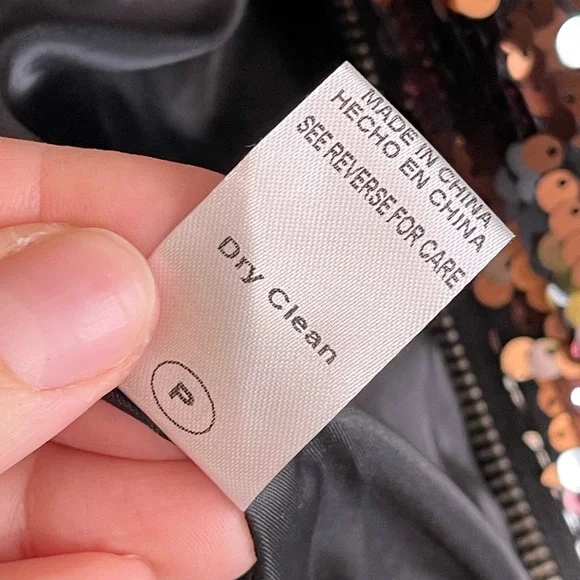 MADE IN CHINA
HECHO EN CHINA
SEE REVERSE FOR CARE
Dry Clean
P